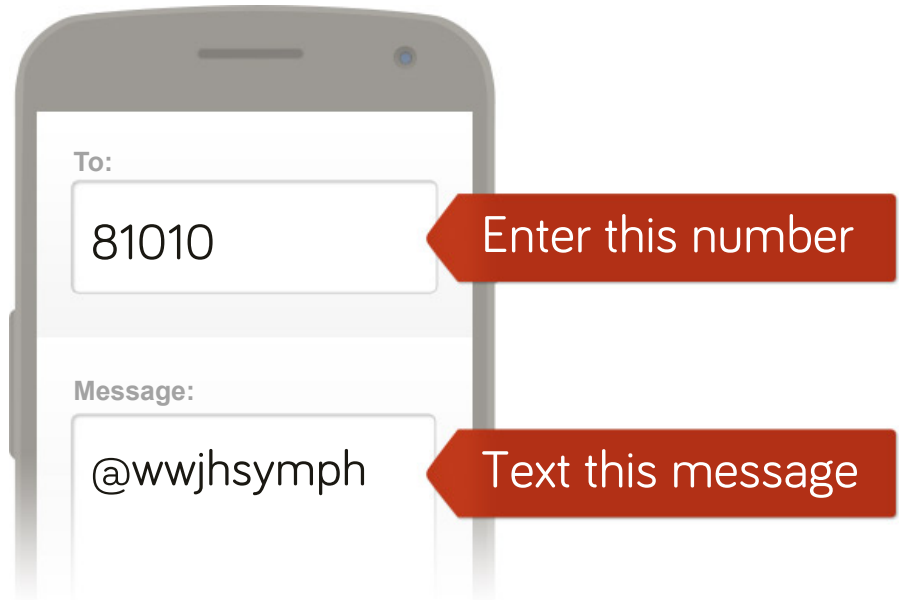 To:
81010
Enter this number
Message:
@wwjhsymph
Text this message